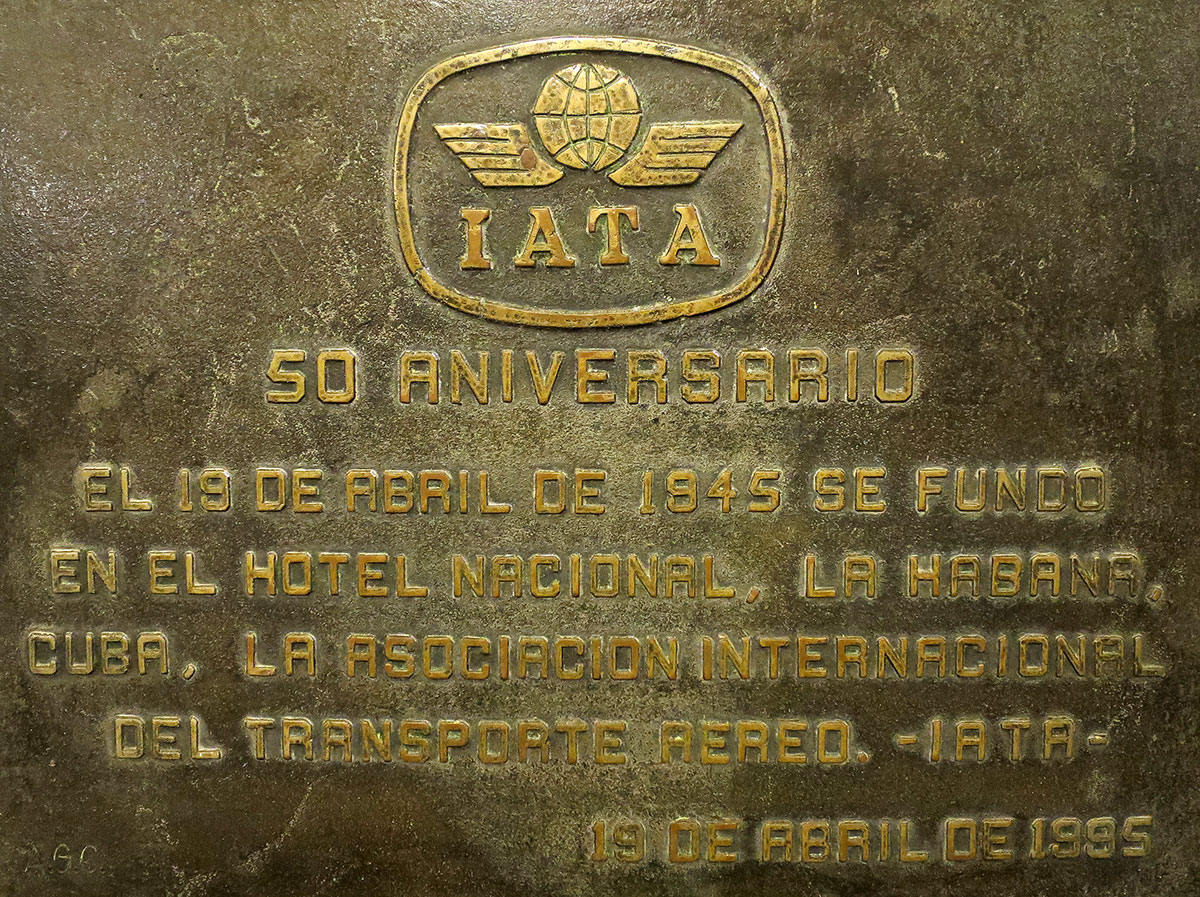 IATA
50 ANIVERSARIO
EL 19 DE ABRIL DE 1945 SE FUNDO
EN EL HOTEL NACIONAL, LA HABANA,
CUBA, LA ASOCIACION INTERNACIONAL
DEL TRANSPORTE AEREO. -IATA-
19 DE ABRIL DE 1995